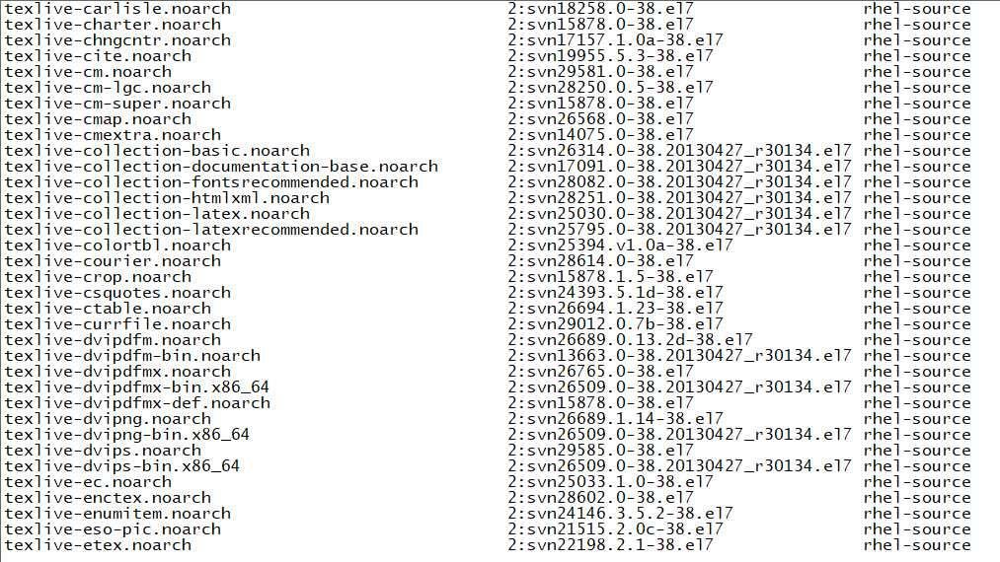 texlive-carlisle.noarch 2:svn18258.0-38.el7 rhel-source
texlive-charter.noarch 2:svn15878.0-38.el7 rhel-source
texlive-chngcntr.noarch 2:svn17157.1.0a-38.el7 rhel-source
texlive-cite.noarch 2:svn19955.5.3-38.el7 rhel-source
texlive-cm.noarch 2:svn29581.0-38.el7 rhel-source
texlive-cm-lgc.noarch 2:svn28250.0.5-38.el7 rhel-source
texlive-cm-super.noarch 2:svn15878.0-38.el7 rhel-source
texlive-cmap.noarch 2:svn26568.0-38.el7 rhel-source
texlive-cmextra.noarch 2:svn14075.0-38.el7 rhel-source
texlive-collection-basic.noarch 2:svn26314.0-38.20130427_r30134.el7 rhel-source
texlive-collection-documentation-base.noarch 2:svn17091.0-38.20130427_r30134.el7 rhel-source
texlive-collection-fontsrecommended.noarch 2:svn28082.0-38.20130427_r30134.el7 rhel-source
texlive-collection-htmlxml.noarch 2:svn28251.0-38.20130427_r30134.el7 rhel-source
texlive-collection-latex.noarch 2:svn25030.0-38.20130427_r30134.el7 rhel-source
texlive-collection-latexrecommended.noarch 2:svn25795.0-38.20130427_r30134.el7 rhel-source
texlive-colortbl.noarch 2:svn25394.v1.0a-38.el7 rhel-source
texlive-courier.noarch 2:svn28614.0-38.el7 rhel-source
texlive-crop.noarch 2:svn15878.1.5-38.el7 rhel-source
texlive-csquotes.noarch 2:svn24393.5.1d-38.el7 rhel-source
texlive-ctable.noarch 2:svn26694.1.23-38.el7 rhel-source
texlive-currfile.noarch 2:svn29012.0.7b-38.el7 rhel-source
texlive-dvipdfm.noarch 2:svn26689.0.13.2d-38.el7 rhel-source
texlive-dvipdfm-bin.noarch 2:svn13663.0-38.20130427_r30134.el7 rhel-source
texlive-dvipdfmx.noarch 2:svn26765.0-38.el7 rhel-source
texlive-dvipdfmx-bin.x86_64 2:svn26509.0-38.20130427_r30134.el7 rhel-source
texlive-dvipdfmx-def.noarch 2:svn15878.0-38.el7 rhel-source
texlive-dvipng.noarch 2:svn26689.1.14-38.el7 rhel-source
texlive-dvipng-bin.x86_64 2:svn26509.0-38.20130427_r30134.el7 rhel-source
texlive-dvips.noarch 2:svn29585.0-38.el7 rhel-source
texlive-dvips-bin.x86_64 2:svn26509.0-38.20130427_r30134.el7 rhel-source
texlive-ec.noarch 2:svn25033.1.0-38.el7 rhel-source
texlive-enctex.noarch 2:svn28602.0-38.el7 rhel-source
texlive-enumitem.noarch 2:svn24146.3.5.2-38.el7 rhel-source
texlive-eso-pic.noarch 2:svn21515.2.0c-38.el7 rhel-source
texlive-etex.noarch 2:svn22198.2.1-38.el7 rhel-source